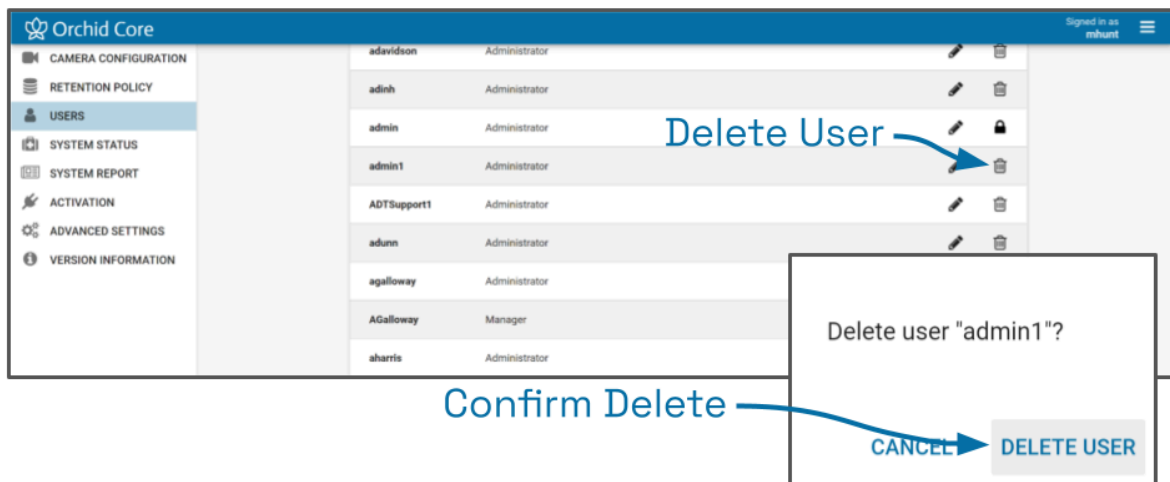 Orchid Core
Signed in as
mhunt
CAMERA CONFIGURATION
RETENTION POLICY
USERS
SYSTEM STATUS
SYSTEM REPORT
ACTIVATION
ADVANCED SETTINGS
VERSION INFORMATION
adavidson Administrator
adinh Administrator
admin Administrator
Delete User
admin1 Administrator
ADTSupport1 Administrator
adunn Administrator
agalloway Administrator
AGalloway Manager
aharris Administrator
Delete user "admin1"?
Confirm Delete
CANCEL DELETE USER